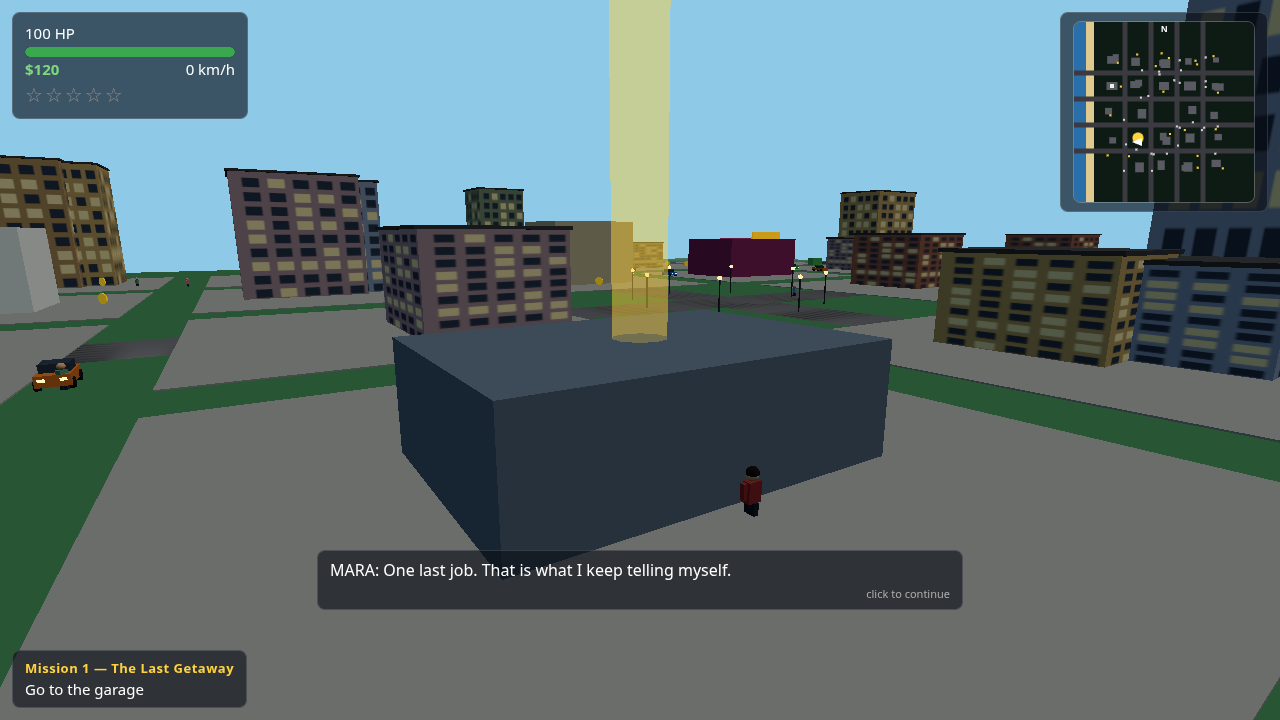 100 HP
$120 0 km/h
☆☆☆☆☆
N
MARA: One last job. That is what I keep telling myself.
click to continue
Mission 1 — The Last Getaway
Go to the garage